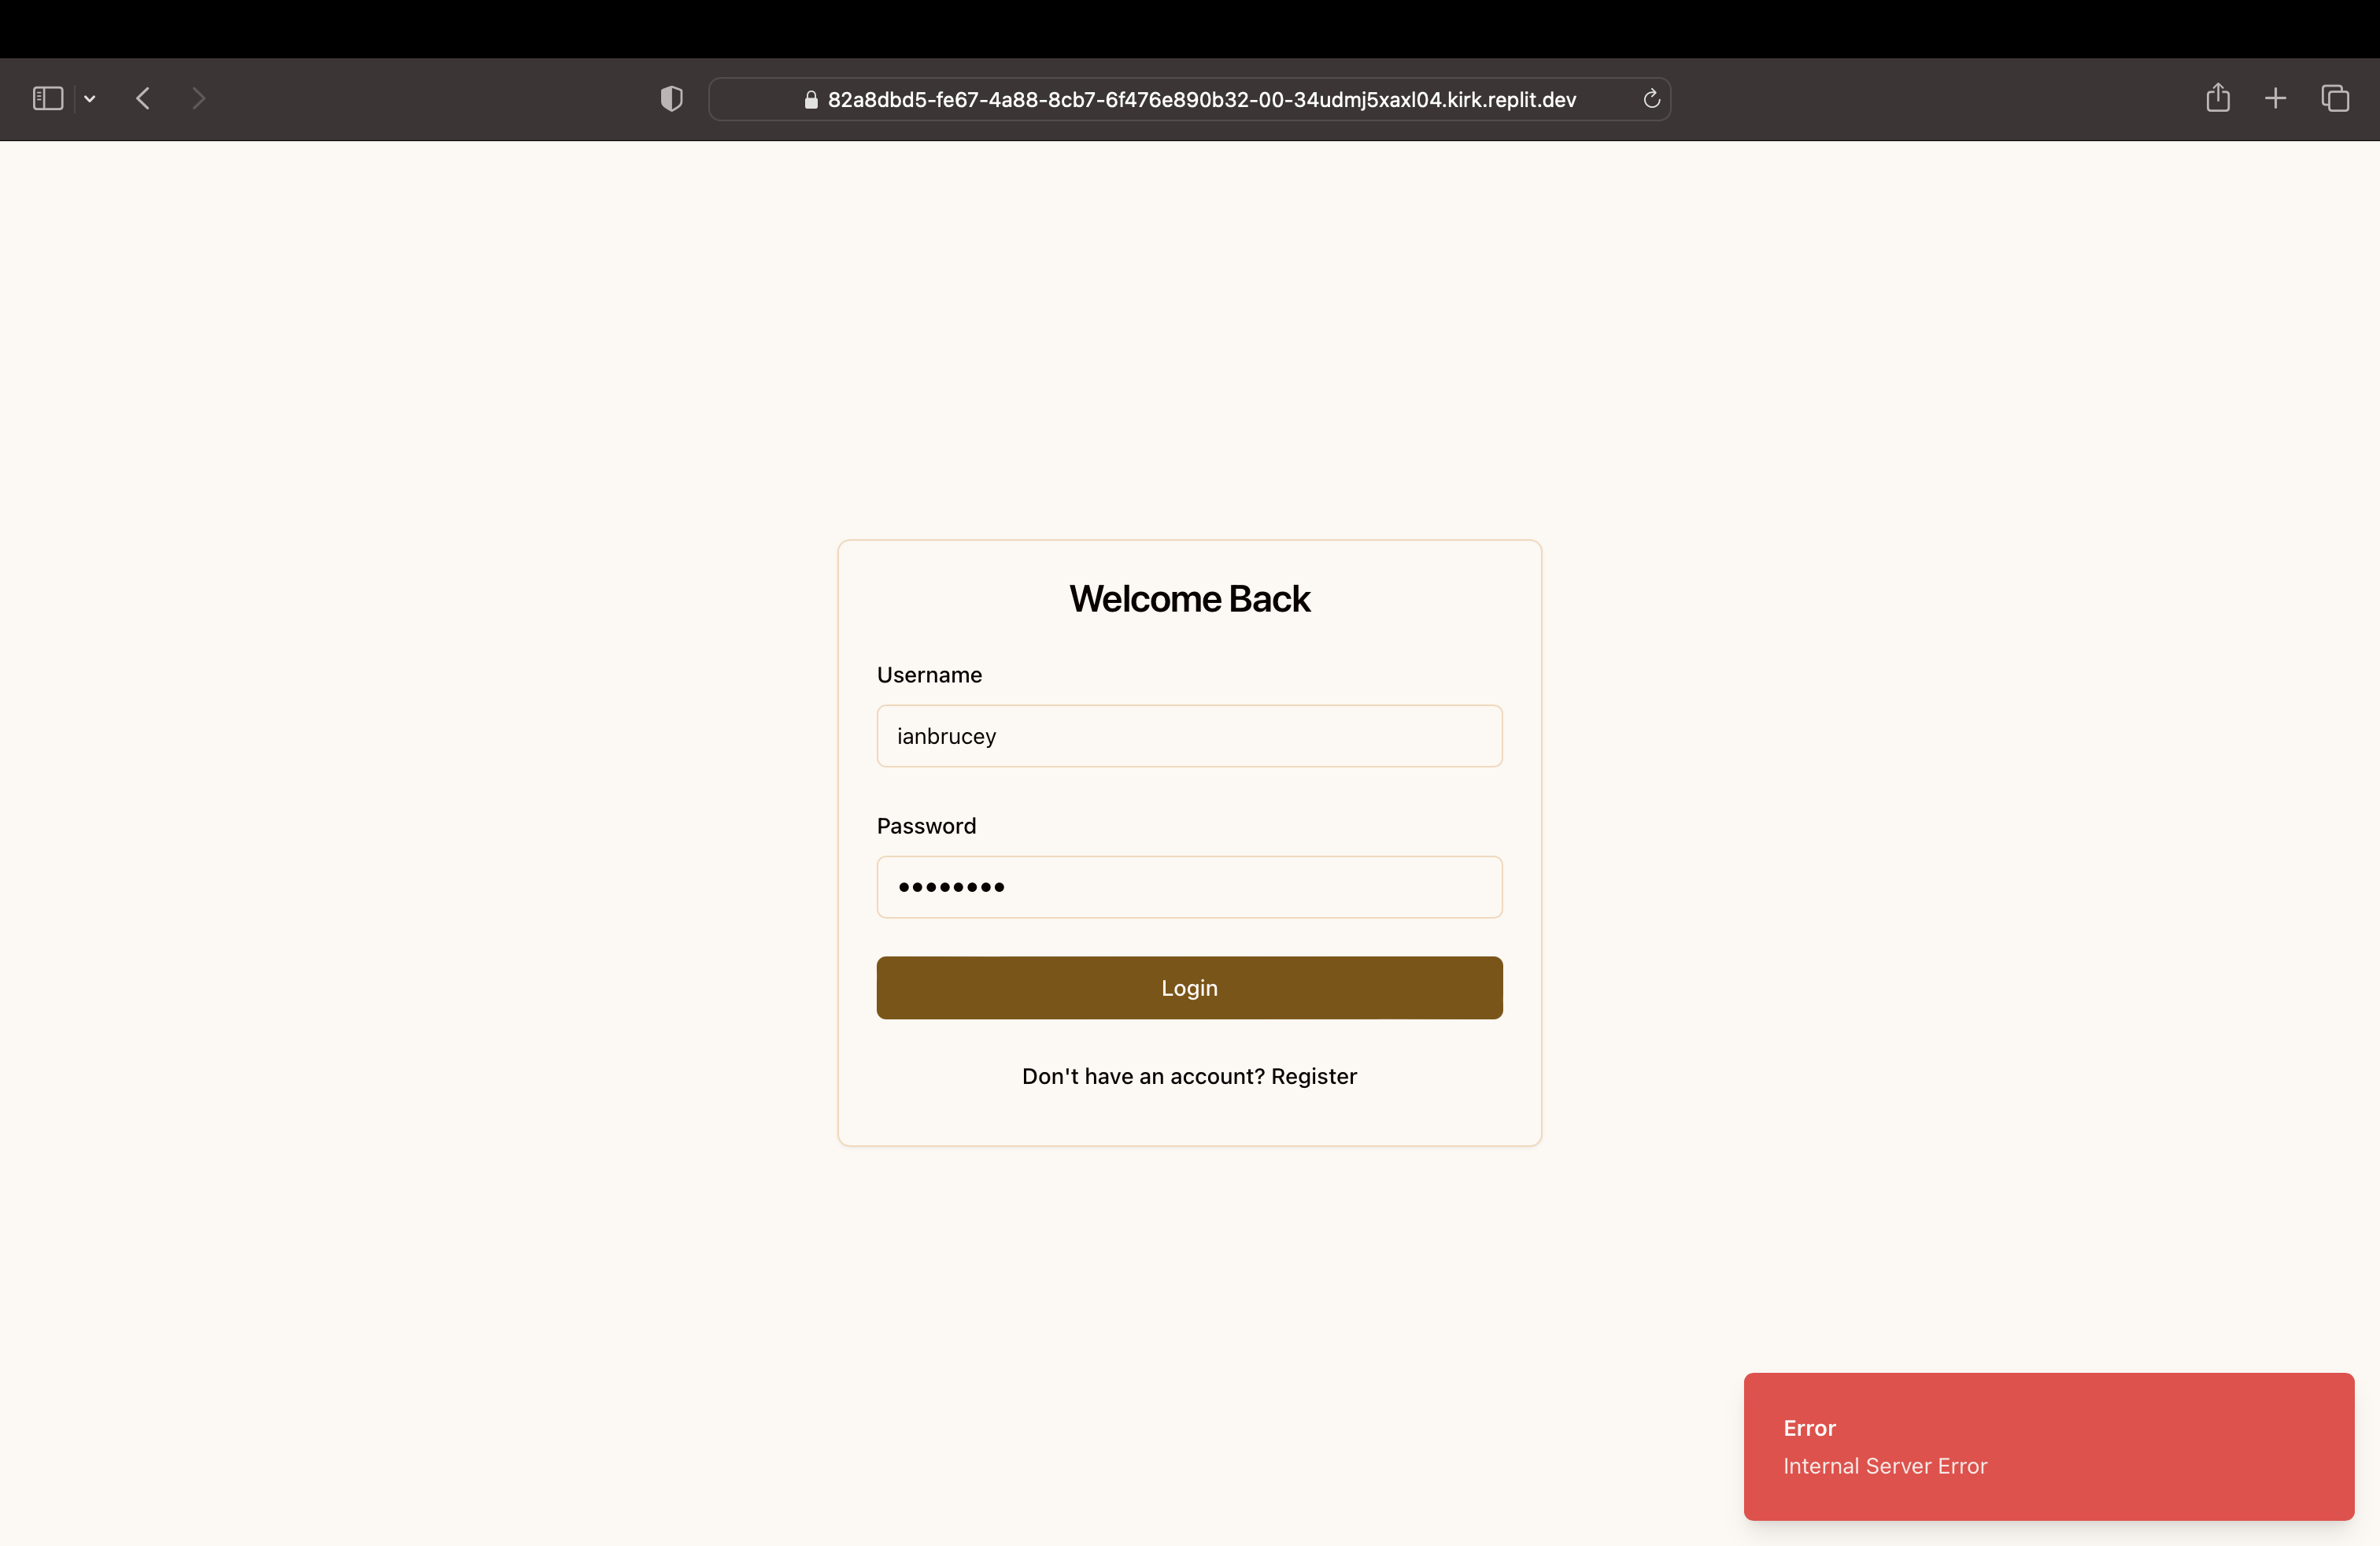 82a8dbd5-fe67-4a88-8cb7-6f476e890b32-00-34udmj5xaxl04.kirk.replit.dev
Welcome Back
Username
ianbrucey
Password
Login
Don't have an account? Register
Error
Internal Server Error